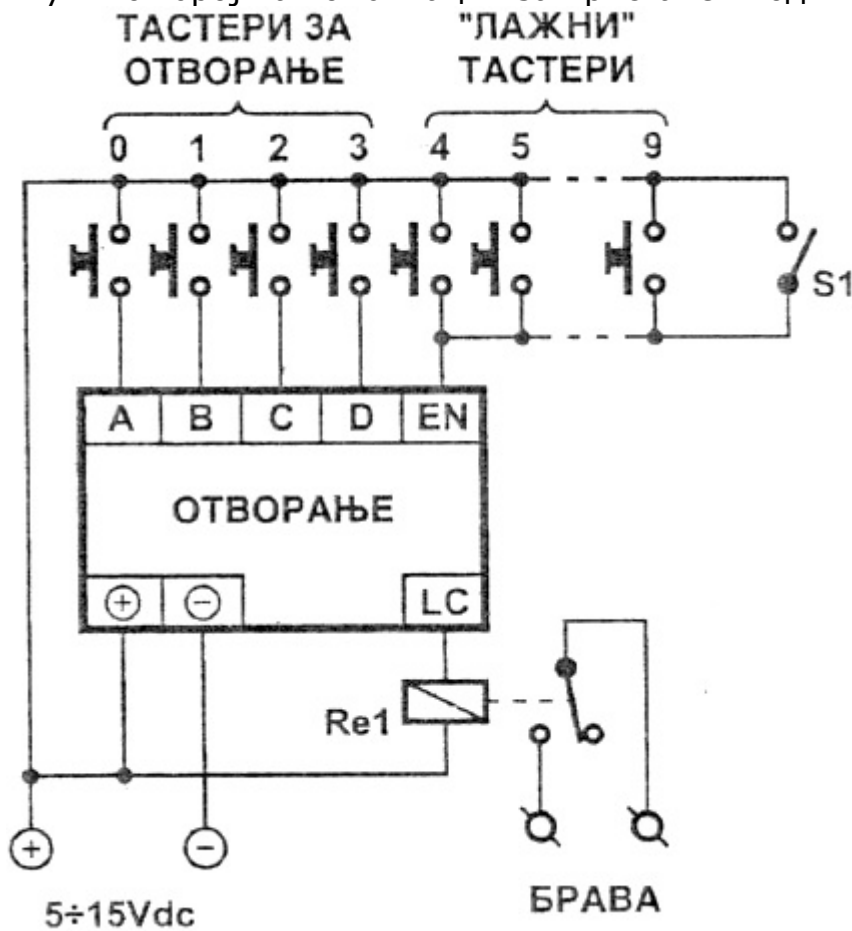 ТАСТЕРИ ЗА ОТВОРАЊЕ
"ЛАЖНИ" ТАСТЕРИ
0 1 2 3 4 5 9
S1
A B C D EN
ОТВОРАЊЕ
+ − LC
Re1
+ −
5÷15Vdc
БРАВА